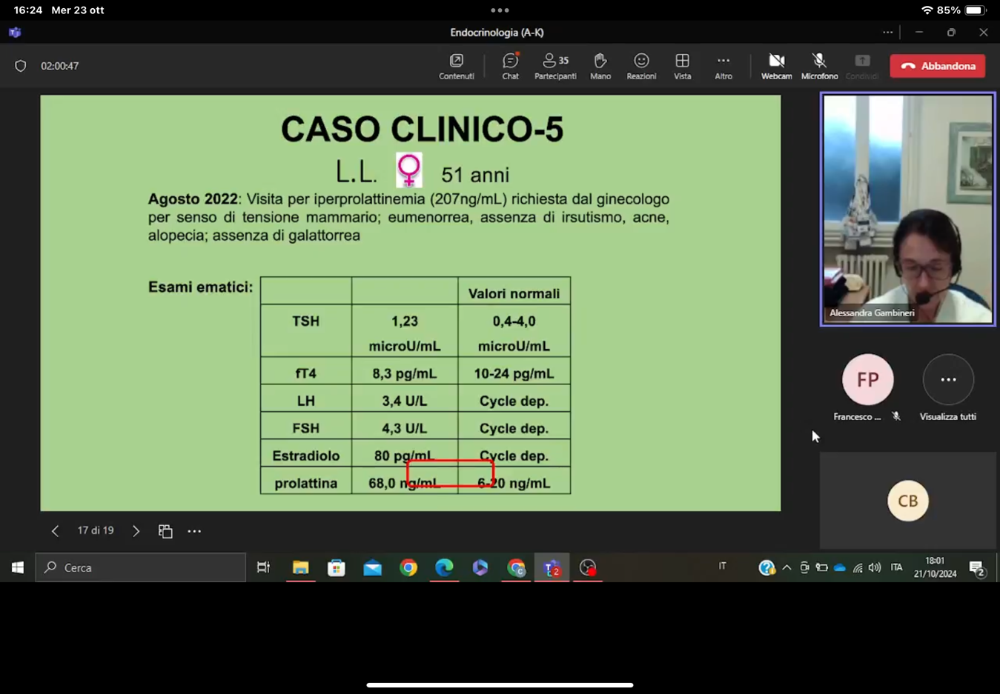 16:24 Mer 23 ott
85%
Endocrinologia (A-K)
02:00:47
Contenuti
Chat
35
Partecipanti
Mano
Reazioni
Vista
Altro
Webcam
Microfono
Condividi
Abbandona
CASO CLINICO-5
L.L. 51 anni
Agosto 2022: Visita per iperprolattinemia (207ng/mL) richiesta dal ginecologo
per senso di tensione mammario; eumenorrea, assenza di irsutismo, acne,
alopecia; assenza di galattorrea
Esami ematici:
Valori normali
TSH 1,23 0,4-4,0
microU/mL microU/mL
fT4 8,3 pg/mL 10-24 pg/mL
LH 3,4 U/L Cycle dep.
FSH 4,3 U/L Cycle dep.
Estradiolo 80 pg/mL Cycle dep.
prolattina 68,0 ng/mL 6-20 ng/mL
Alessandra Gambineri
FP
Francesco ...
Visualizza tutti
CB
17 di 19
Cerca
C
2
IT
ITA
18:01
21/10/2024
2